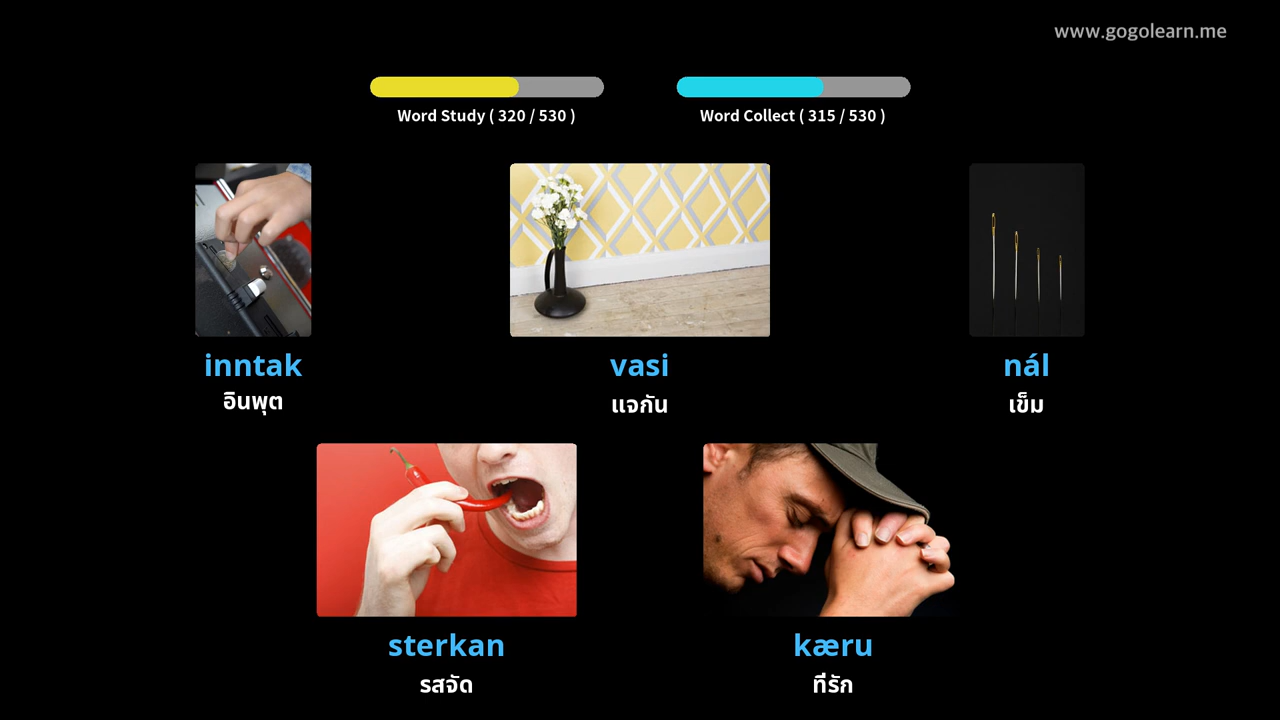 www.gogolearn.me
Word Study ( 320 / 530 )
Word Collect ( 315 / 530 )
inntak
อินพุต
vasi
แจกัน
nál
เข็ม
sterkan
รสจัด
kæru
ที่รัก